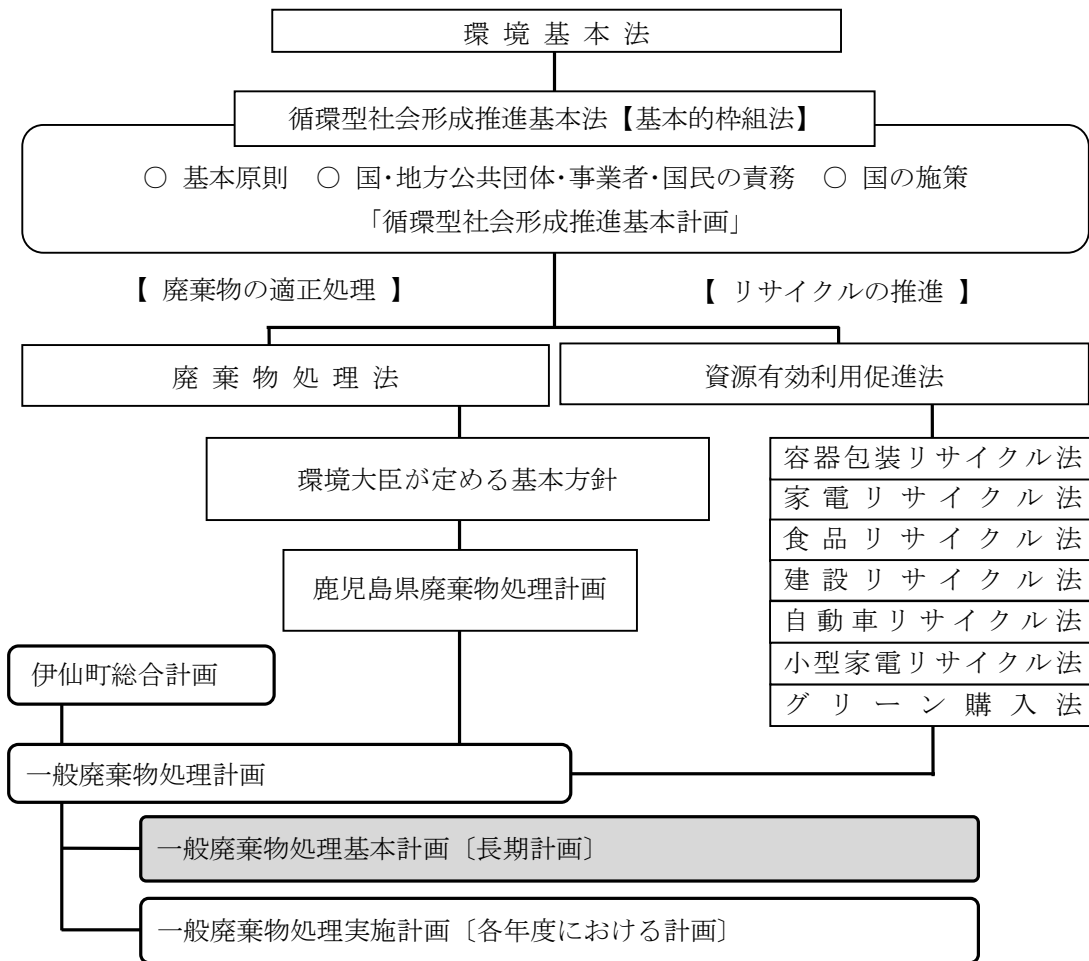 環境基本法
循環型社会形成推進基本法【基本的枠組法】
○ 基本原則 ○ 国･地方公共団体･事業者･国民の責務 ○ 国の施策
「循環型社会形成推進基本計画」
【 廃棄物の適正処理 】 【 リサイクルの推進 】
廃棄物処理法
資源有効利用促進法
環境大臣が定める基本方針
鹿児島県廃棄物処理計画
容器包装リサイクル法
家電リサイクル法
食品リサイクル法
建設リサイクル法
自動車リサイクル法
小型家電リサイクル法
グリーン購入法
伊仙町総合計画
一般廃棄物処理計画
一般廃棄物処理基本計画〔長期計画〕
一般廃棄物処理実施計画〔各年度における計画〕